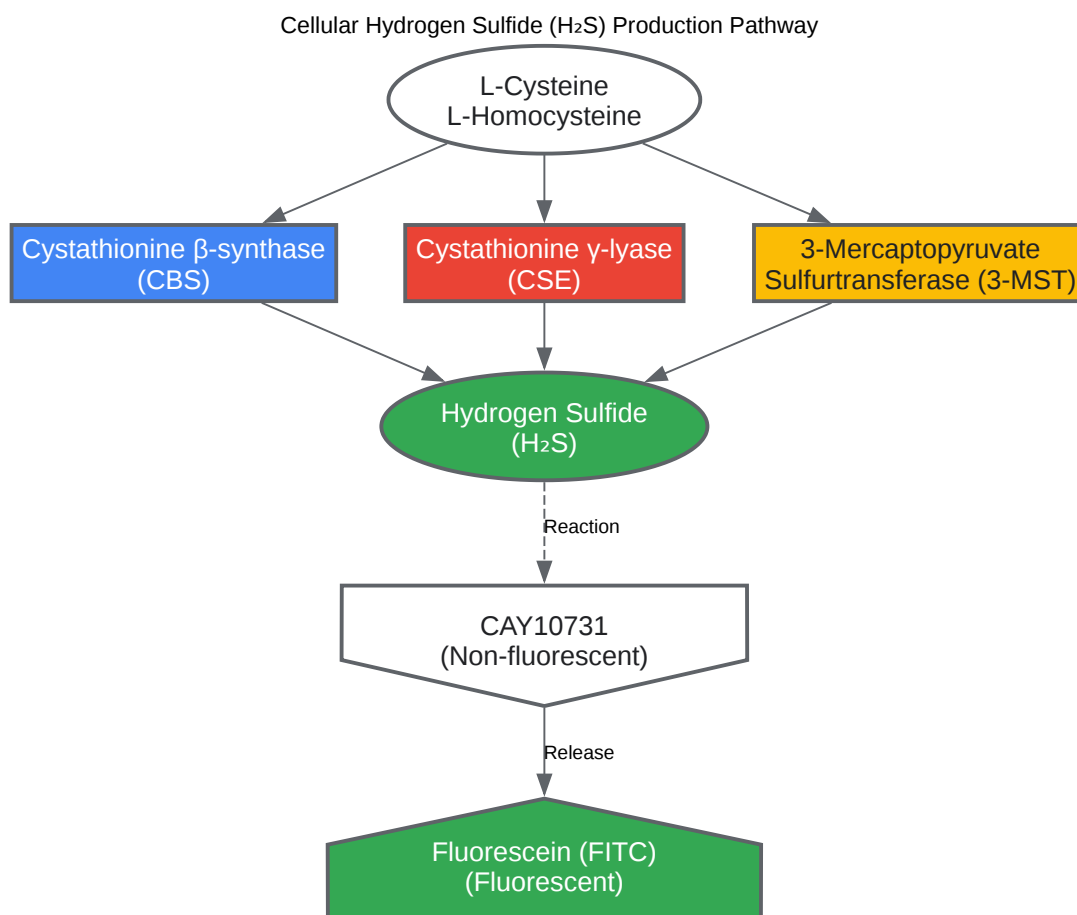 Cellular Hydrogen Sulfide (H₂S) Production Pathway
L-Cysteine
L-Homocysteine
Cystathionine β-synthase
(CBS)
Cystathionine γ-lyase
(CSE)
3-Mercaptopyruvate
Sulfurtransferase (3-MST)
Hydrogen Sulfide
(H₂S)
Reaction
CAY10731
(Non-fluorescent)
Release
Fluorescein (FITC)
(Fluorescent)